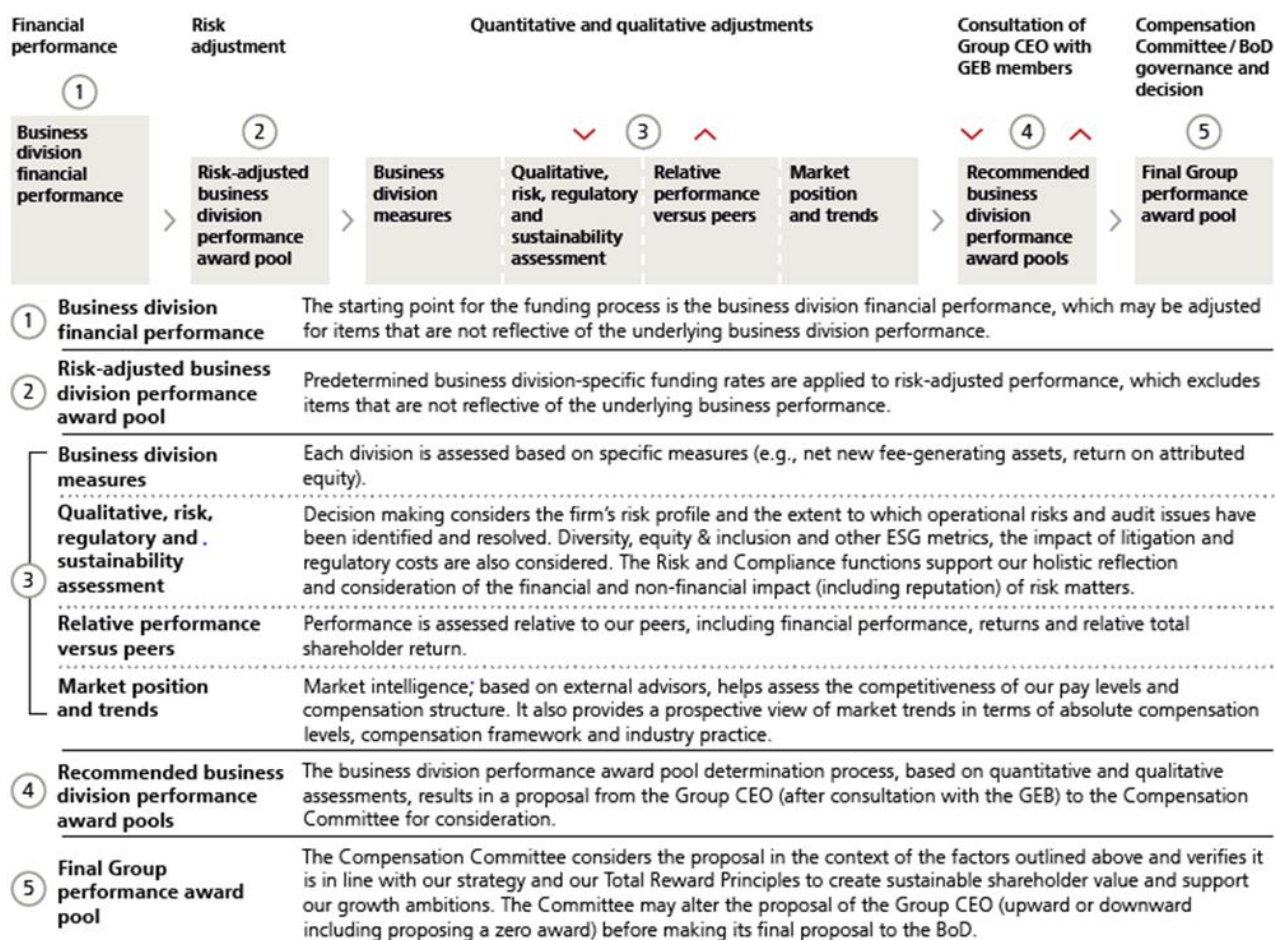 Financial
performance
Risk
adjustment
Quantitative and qualitative adjustments
Consultation of
Group CEO with
GEB members
Compensation
Committee / BoD
governance and
decision
1
2
3
4
5
Business
division
financial
performance
Risk-adjusted
business
division
performance
award pool
Business
division
measures
Qualitative,
risk, regulatory
and
sustainability
assessment
Relative
performance
versus peers
Market
position
and trends
Recommended
business
division
performance
award pools
Final Group
performance
award pool
1
Business division
financial performance
The starting point for the funding process is the business division financial performance, which may be adjusted
for items that are not reflective of the underlying business division performance.
2
Risk-adjusted business
division performance
award pool
Predetermined business division-specific funding rates are applied to risk-adjusted performance, which excludes
items that are not reflective of the underlying business performance.
3
Business division
measures
Each division is assessed based on specific measures (e.g., net new fee-generating assets, return on attributed
equity).
Qualitative, risk,
regulatory and .
sustainability
assessment
Decision making considers the firm's risk profile and the extent to which operational risks and audit issues have
been identified and resolved. Diversity, equity & inclusion and other ESG metrics, the impact of litigation and
regulatory costs are also considered. The Risk and Compliance functions support our holistic reflection
and consideration of the financial and non-financial impact (including reputation) of risk matters.
Relative performance
versus peers
Performance is assessed relative to our peers, including financial performance, returns and relative total
shareholder return.
Market position
and trends
Market intelligence; based on external advisors, helps assess the competitiveness of our pay levels and
compensation structure. It also provides a prospective view of market trends in terms of absolute compensation
levels, compensation framework and industry practice.
4
Recommended business
division performance
award pools
The business division performance award pool determination process, based on quantitative and qualitative
assessments, results in a proposal from the Group CEO (after consultation with the GEB) to the Compensation
Committee for consideration.
5
Final Group
performance award
pool
The Compensation Committee considers the proposal in the context of the factors outlined above and verifies it
is in line with our strategy and our Total Reward Principles to create sustainable shareholder value and support
our growth ambitions. The Committee may alter the proposal of the Group CEO (upward or downward
including proposing a zero award) before making its final proposal to the BoD.